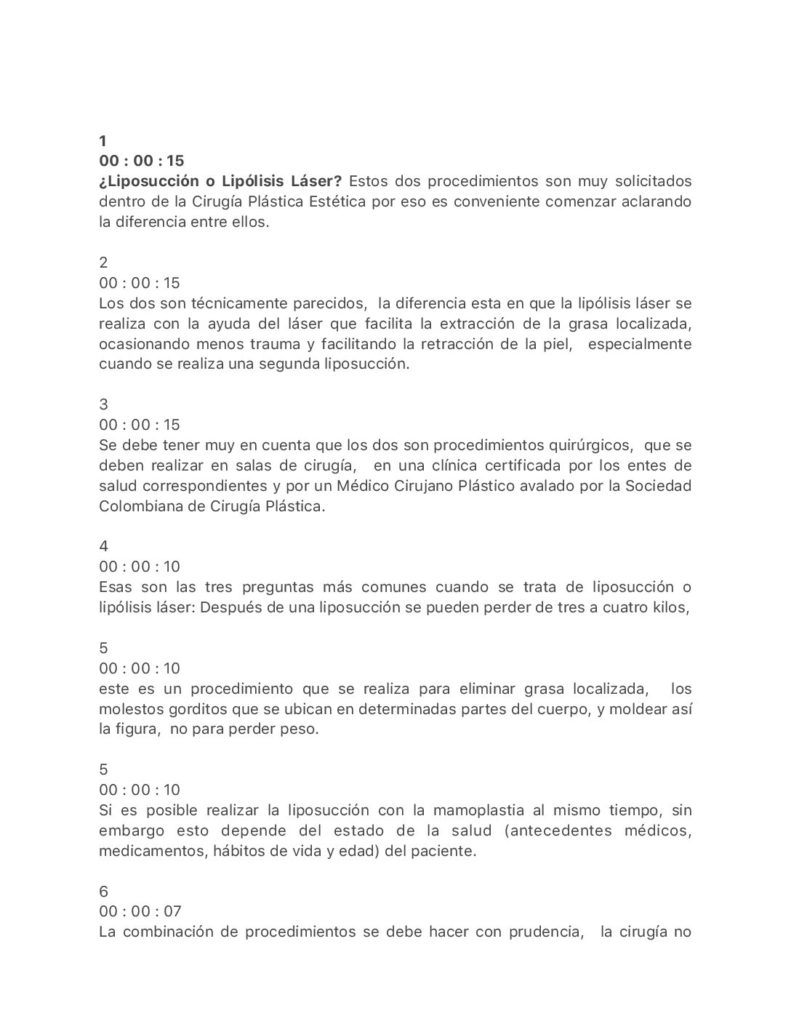 1
00 : 00 : 15
¿Liposucción o Lipólisis Láser? Estos dos procedimientos son muy solicitados
dentro de la Cirugía Plástica Estética por eso es conveniente comenzar aclarando
la diferencia entre ellos.
2
00 : 00 : 15
Los dos son técnicamente parecidos, la diferencia esta en que la lipólisis láser se
realiza con la ayuda del láser que facilita la extracción de la grasa localizada,
ocasionando menos trauma y facilitando la retracción de la piel, especialmente
cuando se realiza una segunda liposucción.
3
00 : 00 : 15
Se debe tener muy en cuenta que los dos son procedimientos quirúrgicos, que se
deben realizar en salas de cirugía, en una clínica certificada por los entes de
salud correspondientes y por un Médico Cirujano Plástico avalado por la Sociedad
Colombiana de Cirugía Plástica.
4
00 : 00 : 10
Esas son las tres preguntas más comunes cuando se trata de liposucción o
lipólisis láser: Después de una liposucción se pueden perder de tres a cuatro kilos,
5
00 : 00 : 10
este es un procedimiento que se realiza para eliminar grasa localizada, los
molestos gorditos que se ubican en determinadas partes del cuerpo, y moldear así
la figura, no para perder peso.
5
00 : 00 : 10
Si es posible realizar la liposucción con la mamoplastia al mismo tiempo, sin
embargo esto depende del estado de la salud (antecedentes médicos,
medicamentos, hábitos de vida y edad) del paciente.
6
00 : 00 : 07
La combinación de procedimientos se debe hacer con prudencia, la cirugía no